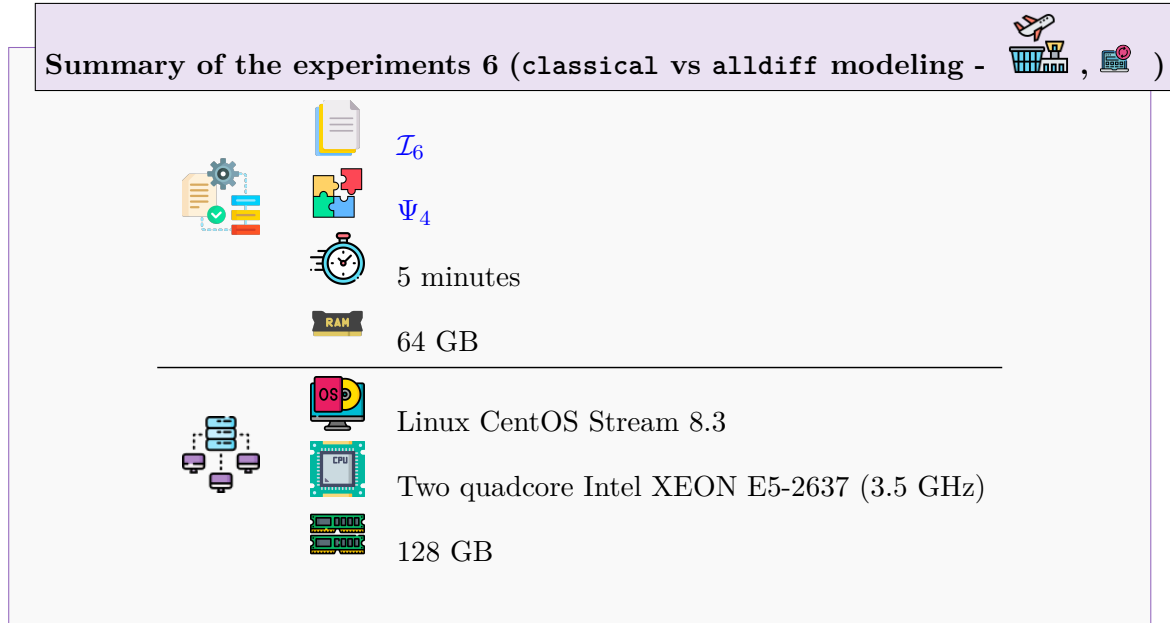 Summary of the experiments 6 (classical vs alldiff modeling - , )
𝓘₆
Ψ₄
5 minutes
RAM
64 GB
OS
Linux CentOS Stream 8.3
CPU
Two quadcore Intel XEON E5-2637 (3.5 GHz)
128 GB